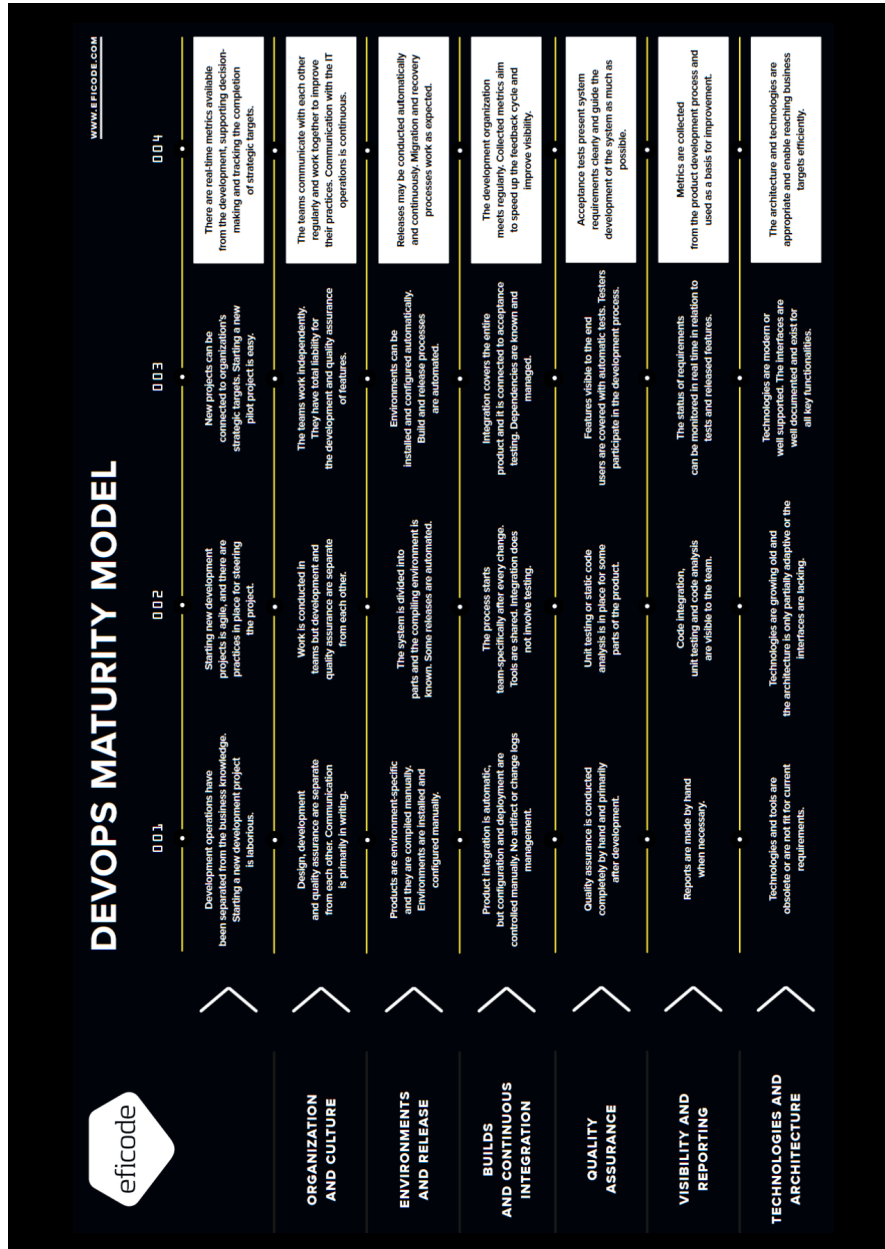 eficode
DEVOPS MATURITY MODEL
WWW.EFICODE.COM
001
002
003
004
Development operations have
been separated from the business knowledge.
Starting a new development project
is laborious.
Starting new development
projects is agile, and there are
practices in place for steering
the project.
New projects can be
connected to organization's
strategic targets. Starting a new
pilot project is easy.
There are real-time metrics available
from the development, supporting decision-
making and tracking the completion
of strategic targets.
ORGANIZATION
AND CULTURE
Design, development
and quality assurance are separate
from each other. Communication
is primarily in writing.
Work is conducted in
teams but development and
quality assurance are separate
from each other.
The teams work independently.
They have total liability for
the development and quality assurance
of features.
The teams communicate with each other
regularly and work together to improve
their practices. Communication with the IT
operations is continuous.
ENVIRONMENTS
AND RELEASE
Products are environment-specific
and they are compiled manually.
Environments are installed and
configured manually.
The system is divided into
parts and the compiling environment is
known. Some releases are automated.
Environments can be
installed and configured automatically.
Build and release processes
are automated.
Releases may be conducted automatically
and continuously. Migration and recovery
processes work as expected.
BUILDS
AND CONTINUOUS
INTEGRATION
Product integration is automatic,
but configuration and deployment are
controlled manually. No artifact or change logs
management.
The process starts
team-specifically after every change.
Tools are shared. Integration does
not involve testing.
Integration covers the entire
product and it is connected to acceptance
testing. Dependencies are known and
managed.
The development organization
meets regularly. Collected metrics aim
to speed up the feedback cycle and
improve visibility.
QUALITY
ASSURANCE
Quality assurance is conducted
completely by hand and primarily
after development.
Unit testing or static code
analysis is in place for some
parts of the product.
Features visible to the end
users are covered with automatic tests. Testers
participate in the development process.
Acceptance tests present system
requirements clearly and guide the
development of the system as much as
possible.
VISIBILITY AND
REPORTING
Reports are made by hand
when necessary.
Code integration,
unit testing and code analysis
are visible to the team.
The status of requirements
can be monitored in real time in relation to
tests and released features.
Metrics are collected
from the product development process and
used as a basis for improvement.
TECHNOLOGIES AND
ARCHITECTURE
Technologies and tools are
obsolete or are not fit for current
requirements.
Technologies are growing old and
the architecture is only partially adaptive or the
interfaces are lacking.
Technologies are modern or
well supported. The interfaces are
well documented and exist for
all key functionalities.
The architecture and technologies are
appropriate and enable reaching business
targets efficiently.